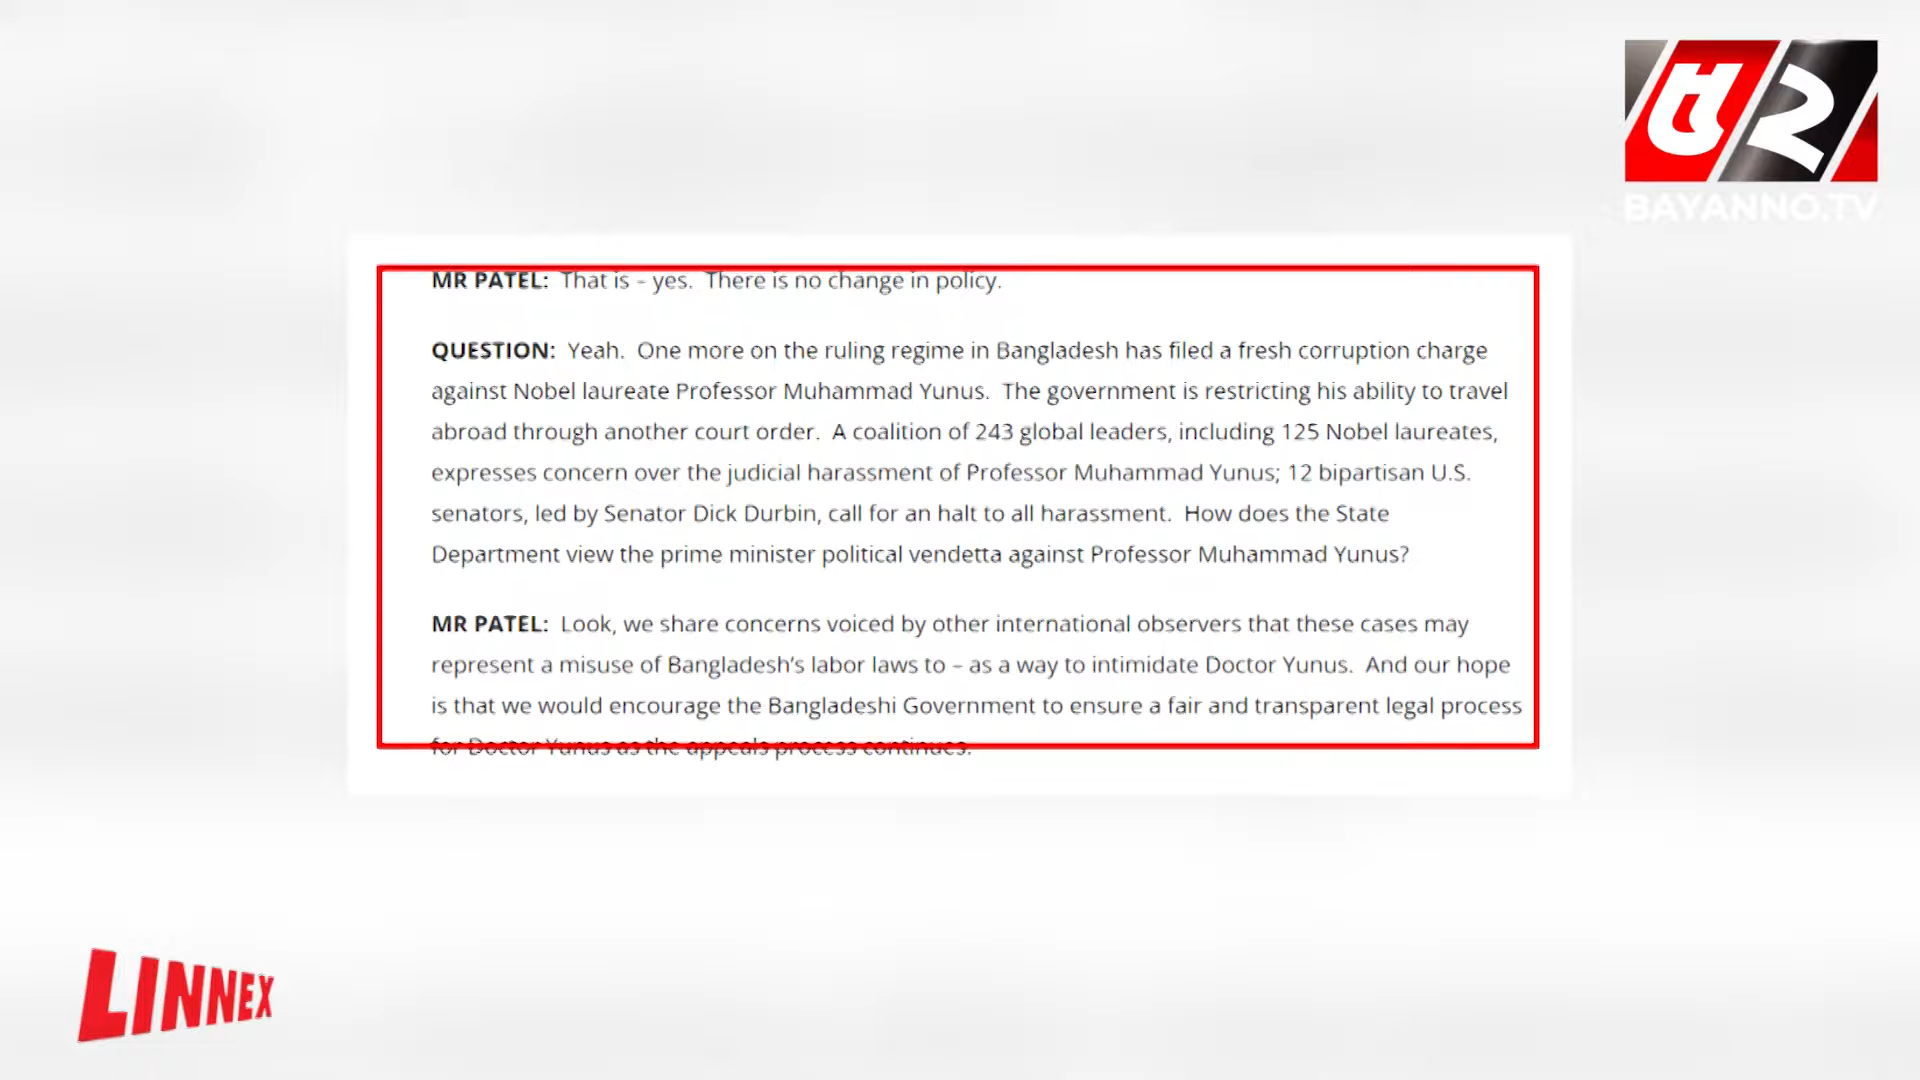 ৫২
BAYANNO.TV
MR PATEL: That is – yes. There is no change in policy.
QUESTION: Yeah. One more on the ruling regime in Bangladesh has filed a fresh corruption charge
against Nobel laureate Professor Muhammad Yunus. The government is restricting his ability to travel
abroad through another court order. A coalition of 243 global leaders, including 125 Nobel laureates,
expresses concern over the judicial harassment of Professor Muhammad Yunus; 12 bipartisan U.S.
senators, led by Senator Dick Durbin, call for an halt to all harassment. How does the State
Department view the prime minister political vendetta against Professor Muhammad Yunus?
MR PATEL: Look, we share concerns voiced by other international observers that these cases may
represent a misuse of Bangladesh’s labor laws to – as a way to intimidate Doctor Yunus. And our hope
is that we would encourage the Bangladeshi Government to ensure a fair and transparent legal process
for Doctor Yunus as the appeals process continues.
LINNEX